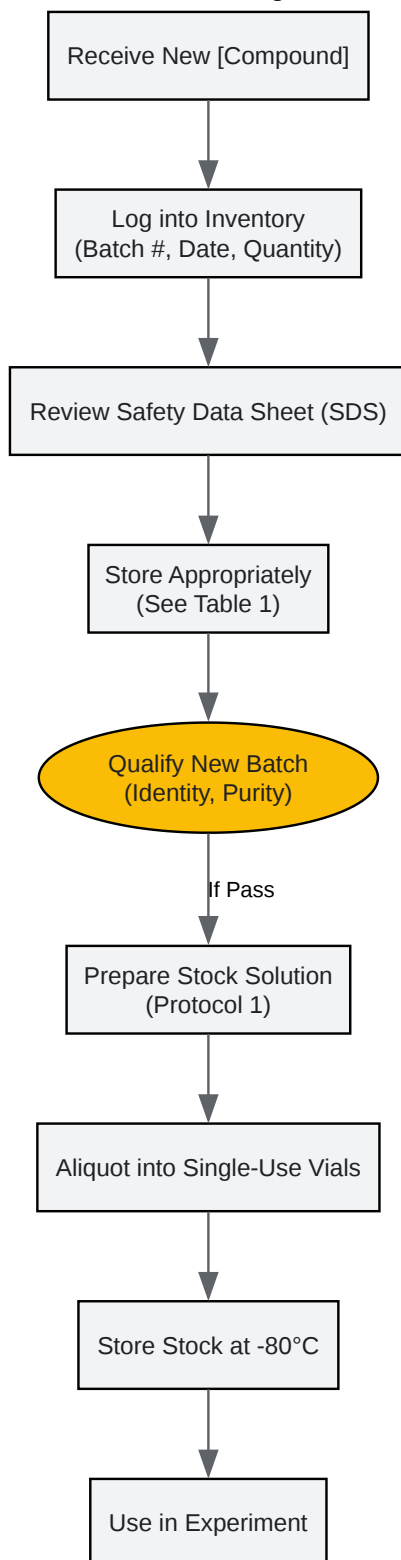 Receive New [Compound]
Log into Inventory
(Batch #, Date, Quantity)
Review Safety Data Sheet (SDS)
Store Appropriately
(See Table 1)
Qualify New Batch
(Identity, Purity)
If Pass
Prepare Stock Solution
(Protocol 1)
Aliquot into Single-Use Vials
Store Stock at -80°C
Use in Experiment